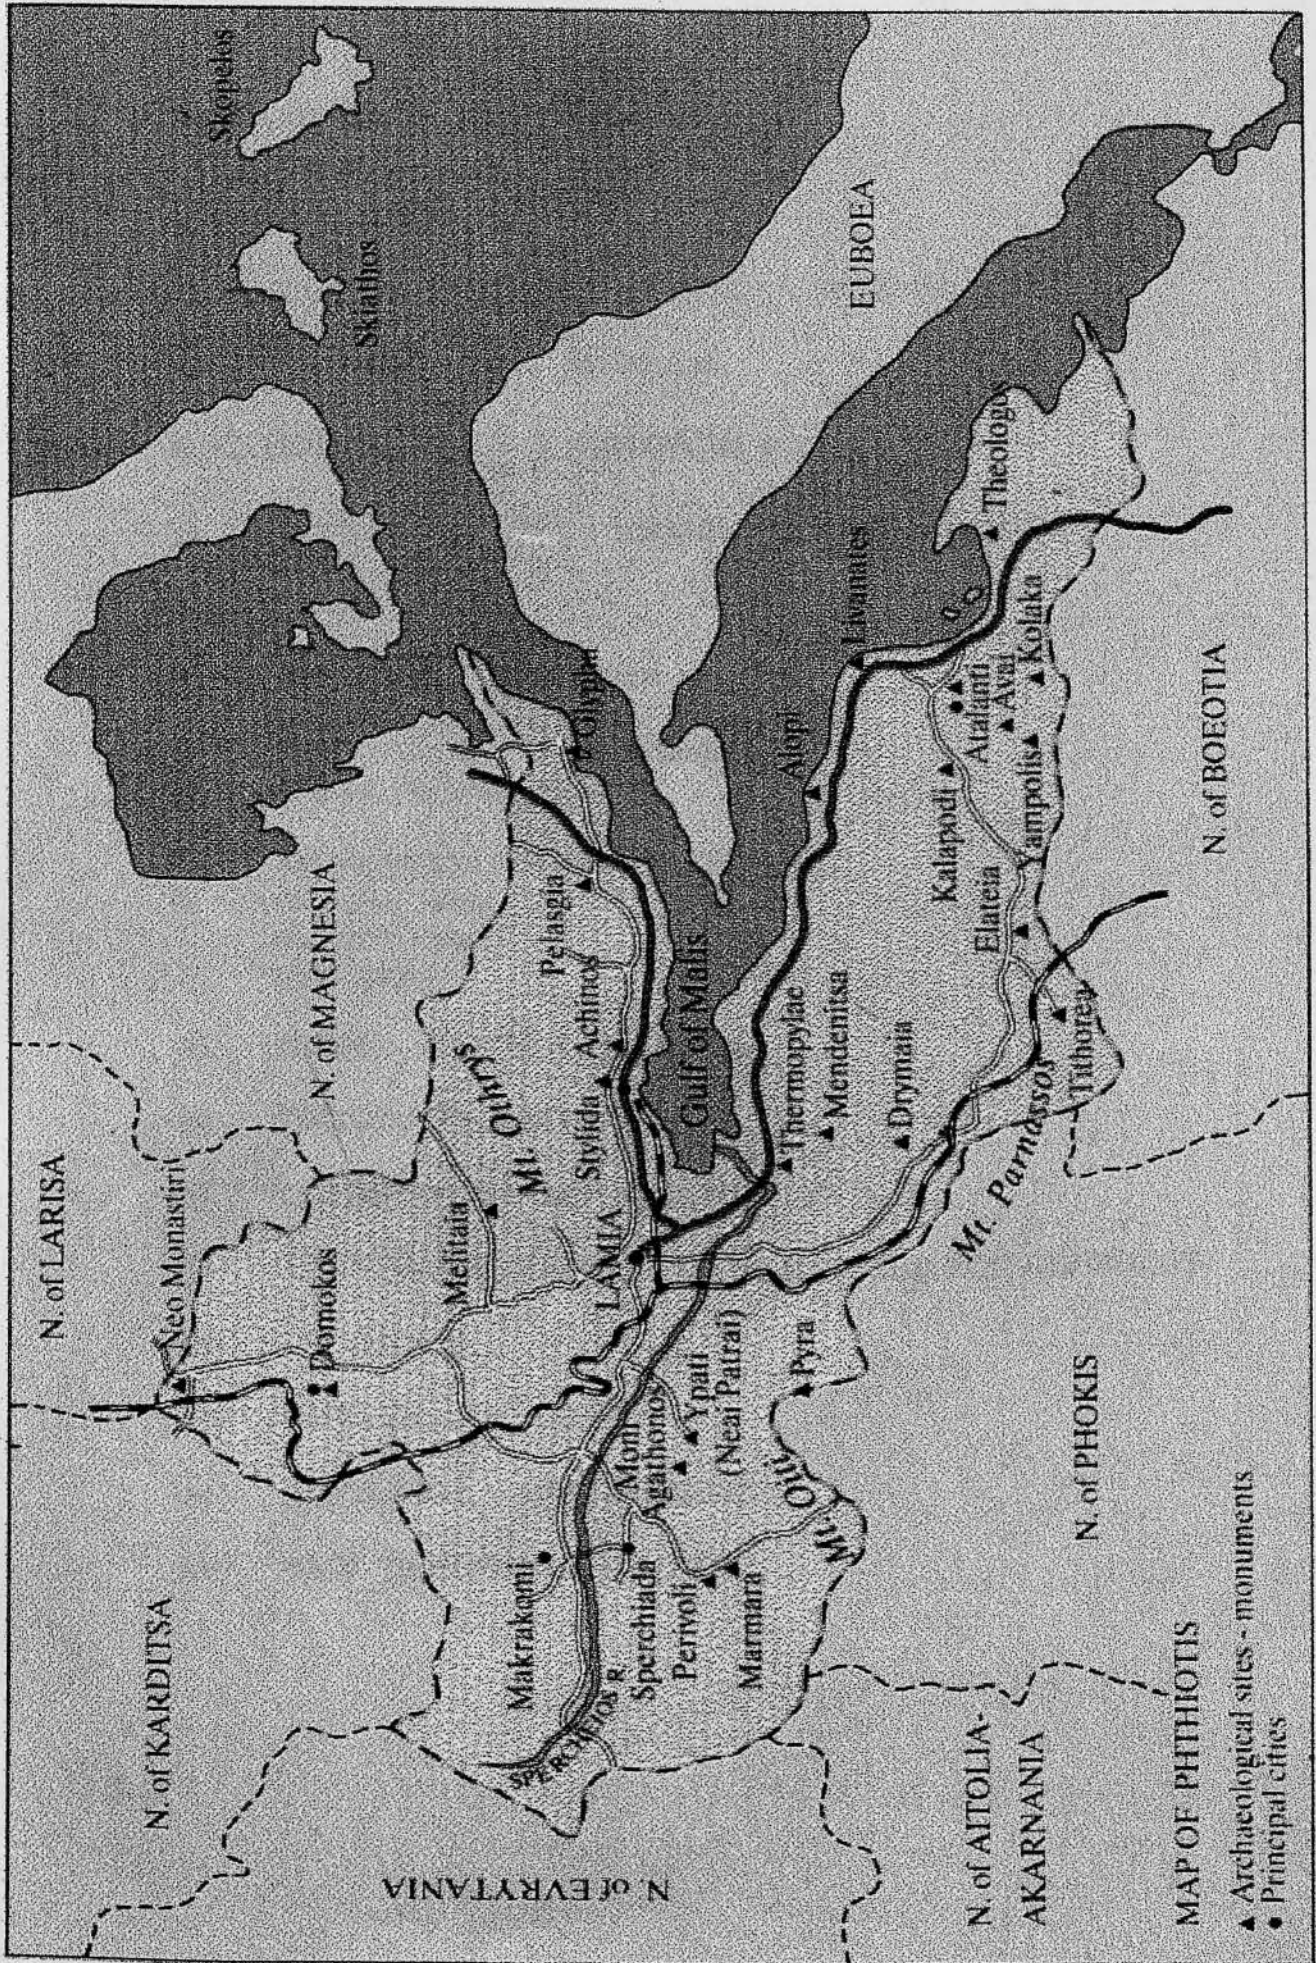 Skopelos
Skiathos
EUBOEA
N. of LARISA
N. of MAGNESIA
N. of KARDITSA
N. of EVRYTANIA
N. of AITOLIA-
AKARNANIA
N. of PHOKIS
N. of BOEOTIA
Neo Monastiri
Domokos
Melitaia
Mt. Othrys
Pelasgia
Achinos
Stylida
LAMIA
Glypha
Gulf of Malis
Makrakomi
SPERCHEIOS R.
Sperchiada
Perivoli
Marmara
Moni
Agathonos
Ypati
(Neai Patrai)
Mt. Oiti
Pyra
Thermopylae
Mendenitsa
Drymaia
Mt. Parnassos
Tithorea
Elateia
Kalapodi
Yampolis
Alopi
Livanates
Atalanti
Avai
Kolaka
Theologos
MAP OF PHTHIOTIS
▲ Archaeological sites - monuments
● Principal cities